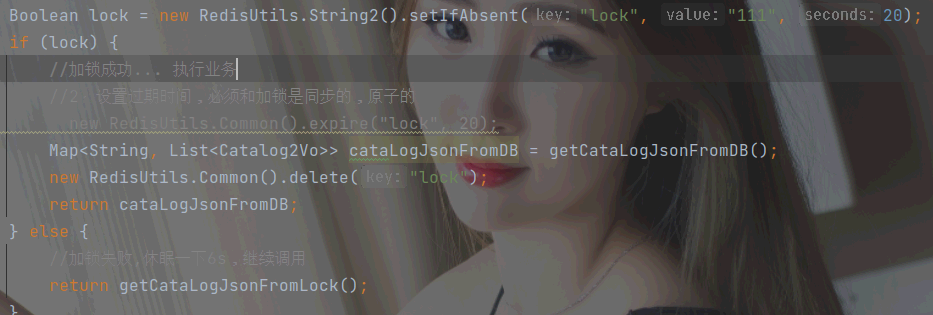 Boolean lock = new RedisUtils.String2().setIfAbsent( key: "lock", value: "111", seconds: 20);
if (lock) {
//加锁成功... 执行业务
//2、设置过期时间，必须和加锁是同步的，原子的
new RedisUtils.Common().expire("lock", 20);
Map<String, List<Catalog2Vo>> cataLogJsonFromDB = getCataLogJsonFromDB();
new RedisUtils.Common().delete( key: "lock");
return cataLogJsonFromDB;
} else {
//加锁失败,休眠一下6s，继续调用
return getCataLogJsonFromLock();
}